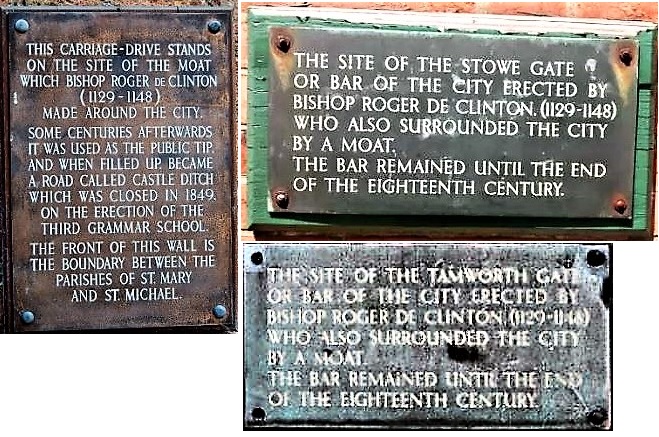 THIS CARRIAGE-DRIVE STANDS
ON THE SITE OF THE MOAT
WHICH BISHOP ROGER DE CLINTON
(1129-1148)
MADE AROUND THE CITY.
SOME CENTURIES AFTERWARDS
IT WAS USED AS THE PUBLIC TIP,
AND WHEN FILLED UP, BECAME
A ROAD CALLED CASTLE DITCH
WHICH WAS CLOSED IN 1849,
ON THE ERECTION OF THE
THIRD GRAMMAR SCHOOL.
THE FRONT OF THIS WALL IS
THE BOUNDARY BETWEEN THE
PARISHES OF ST. MARY
AND ST. MICHAEL.
THE SITE OF THE STOWE GATE
OR BAR OF THE CITY ERECTED BY
BISHOP ROGER DE CLINTON, (1129-1148)
WHO ALSO SURROUNDED THE CITY
BY A MOAT.
THE BAR REMAINED UNTIL THE END
OF THE EIGHTEENTH CENTURY.
THE SITE OF THE TAMWORTH GATE
OR BAR OF THE CITY ERECTED BY
BISHOP ROGER DE CLINTON, (1129-1148)
WHO ALSO SURROUNDED THE CITY
BY A MOAT.
THE BAR REMAINED UNTIL THE END
OF THE EIGHTEENTH CENTURY.